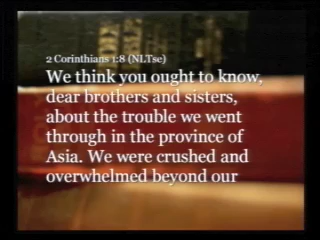 2 Corinthians 1:8 (NLTse)
We think you ought to know,
dear brothers and sisters,
about the trouble we went
through in the province of
Asia. We were crushed and
overwhelmed beyond our